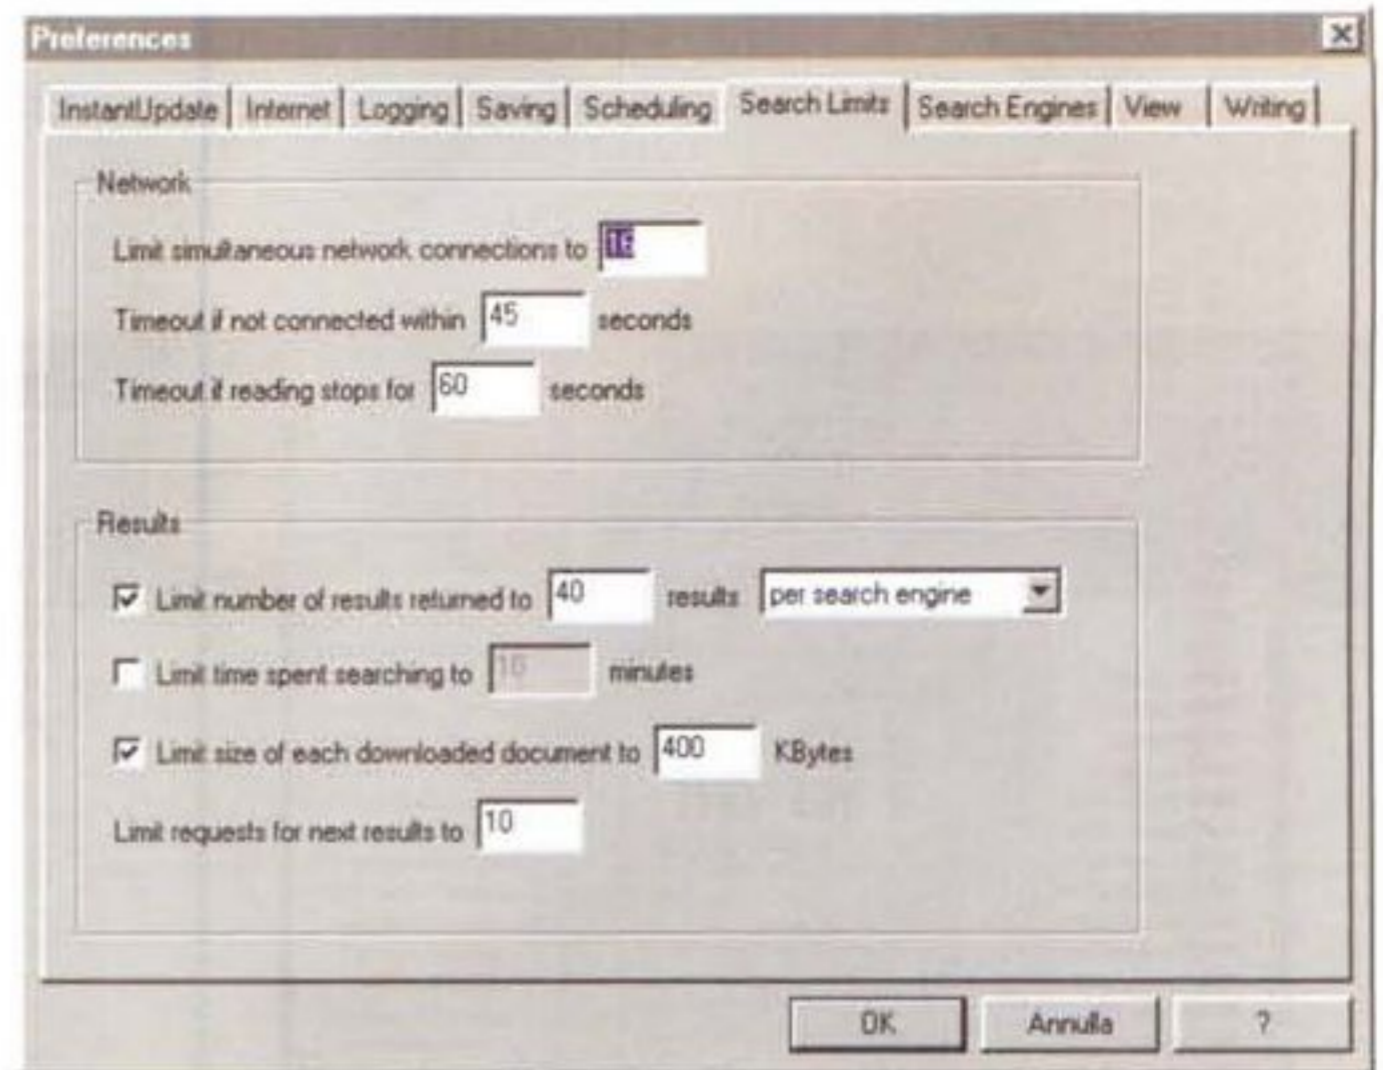 Preferences
InstantUpdate Internet Logging Saving Scheduling Search Limits Search Engines View Writing
Network
Limit simultaneous network connections to
Timeout if not connected within 45 seconds
Timeout if reading stops for 60 seconds
Results
Limit number of results returned to 40 results per search engine
Limit time spent searching to minutes
Limit size of each downloaded document to 400 KBytes
Limit requests for next results to 10
OK Annulla ?